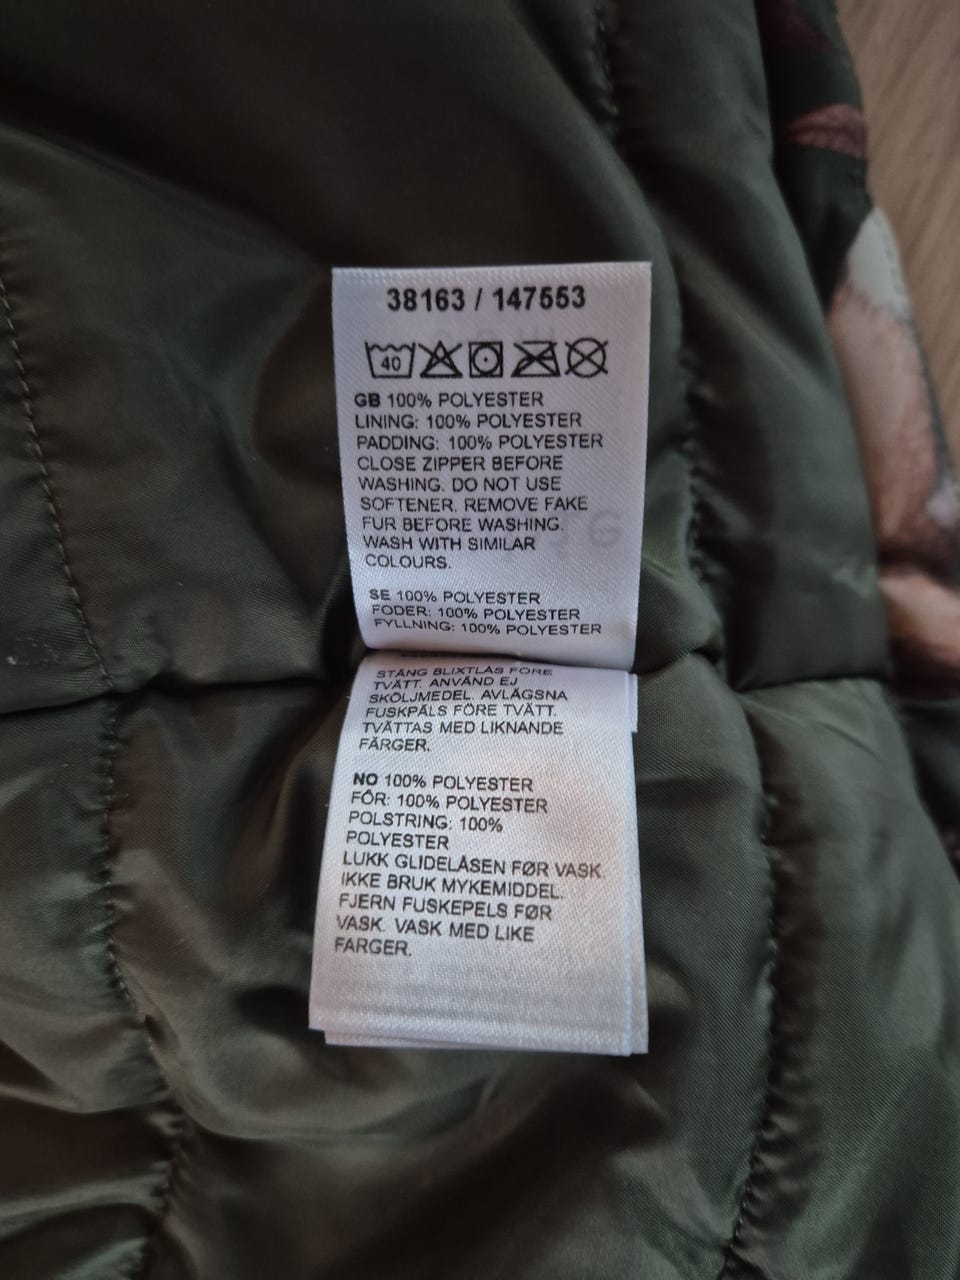 38163 / 147553
40
GB 100% POLYESTER
LINING: 100% POLYESTER
PADDING: 100% POLYESTER
CLOSE ZIPPER BEFORE
WASHING. DO NOT USE
SOFTENER. REMOVE FAKE
FUR BEFORE WASHING.
WASH WITH SIMILAR
COLOURS.
SE 100% POLYESTER
FODER: 100% POLYESTER
FYLLNING: 100% POLYESTER
STÄNG BLIXTLÅS FÖRE
TVÄTT. ANVÄND EJ
SKÖLJMEDEL. AVLÄGSNA
FUSKPÄLS FÖRE TVÄTT.
TVÄTTAS MED LIKNANDE
FÄRGER.
NO 100% POLYESTER
FÔR: 100% POLYESTER
POLSTRING: 100%
POLYESTER
LUKK GLIDELÅSEN FØR VASK.
IKKE BRUK MYKEMIDDEL.
FJERN FUSKEPELS FØR
VASK. VASK MED LIKE
FARGER.